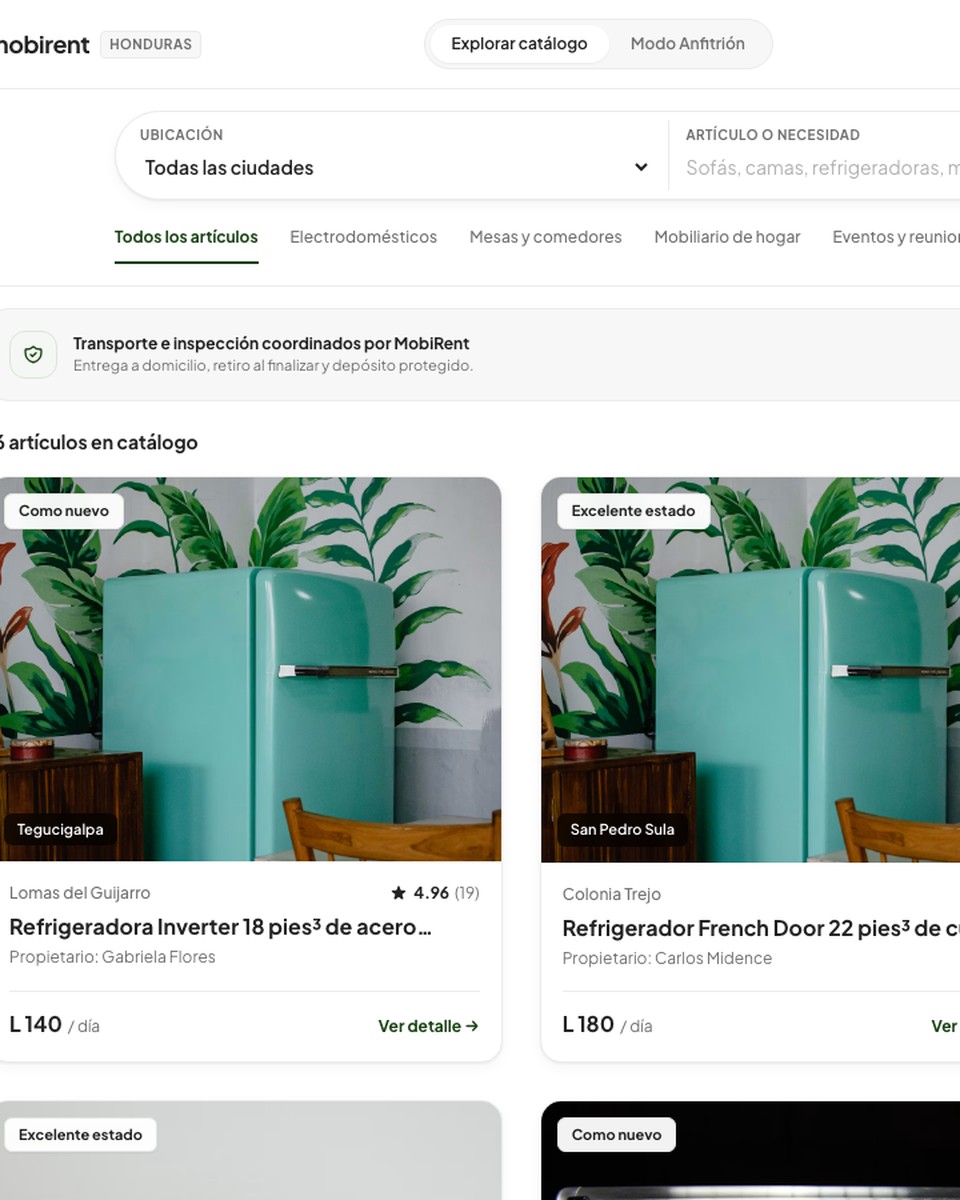 mobirent HONDURAS
Explorar catálogo Modo Anfitrión
UBICACIÓN
Todas las ciudades
ARTÍCULO O NECESIDAD
Sofás, camas, refrigeradoras, m
Todos los artículos Electrodomésticos Mesas y comedores Mobiliario de hogar Eventos y reunion
Transporte e inspección coordinados por MobiRent
Entrega a domicilio, retiro al finalizar y depósito protegido.
6 artículos en catálogo
Como nuevo
Tegucigalpa
Lomas del Guijarro ★ 4.96 (19)
Refrigeradora Inverter 18 pies³ de acero…
Propietario: Gabriela Flores
L 140 / día Ver detalle →
Excelente estado
San Pedro Sula
Colonia Trejo
Refrigerador French Door 22 pies³ de cu
Propietario: Carlos Midence
L 180 / día Ver
Excelente estado
Como nuevo